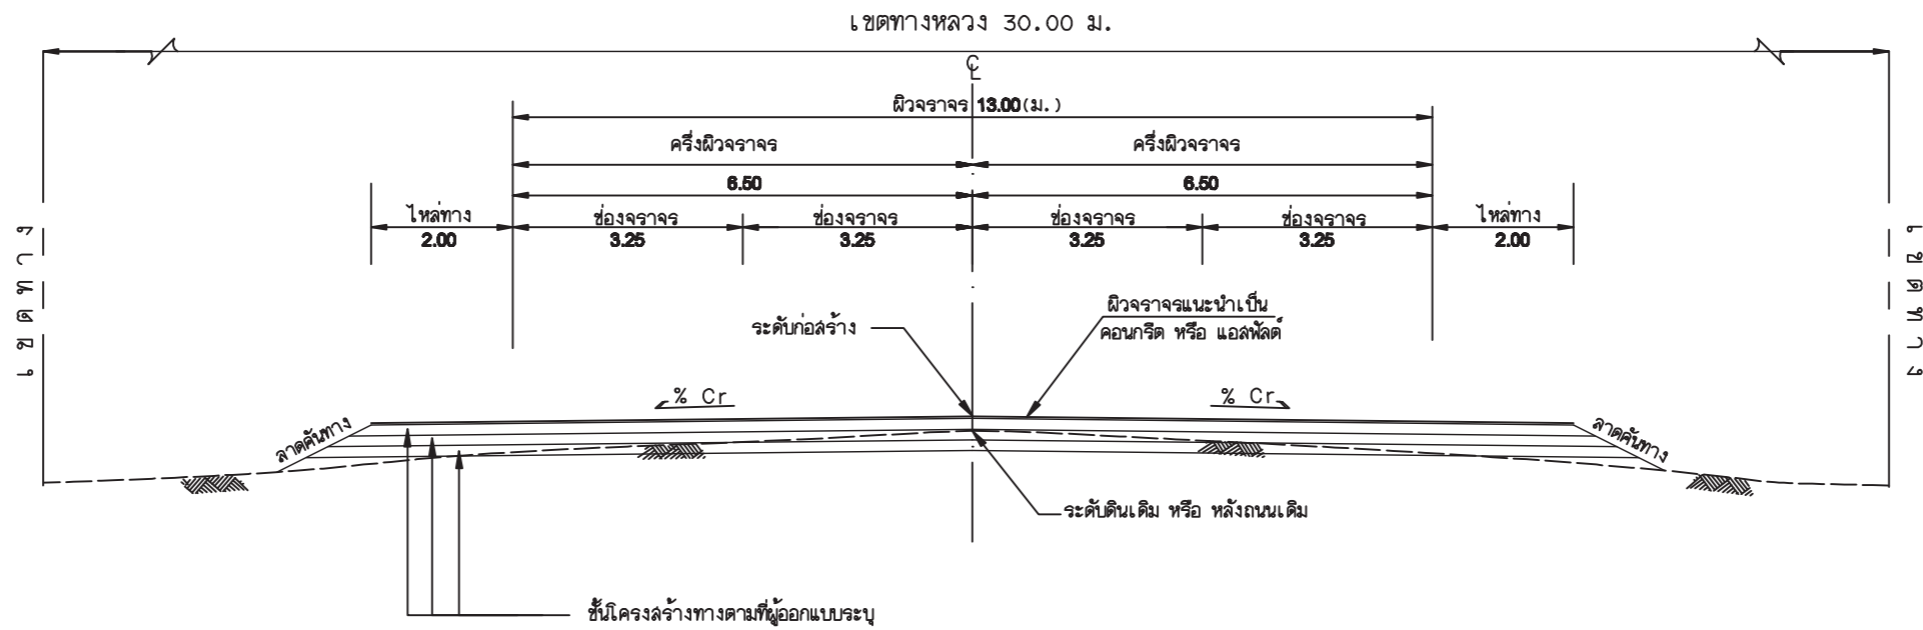 เขตทางหลวง 30.00 ม.
℄
ผิวจราจร 13.00(ม.)
ครึ่งผิวจราจร ครึ่งผิวจราจร
6.50 6.50
ไหล่ทาง ช่องจราจร ช่องจราจร ช่องจราจร ช่องจราจร ไหล่ทาง
2.00 3.25 3.25 3.25 3.25 2.00
เขตทาง
เขตทาง
ระดับก่อสร้าง
ผิวจราจรแนะนำเป็น
คอนกรีต หรือ แอสฟัลต์
% Cr % Cr
ลาดคันทาง ลาดคันทาง
ระดับดินเดิม หรือ หลังถนนเดิม
ชั้นโครงสร้างทางตามที่ผู้ออกแบบระบุ